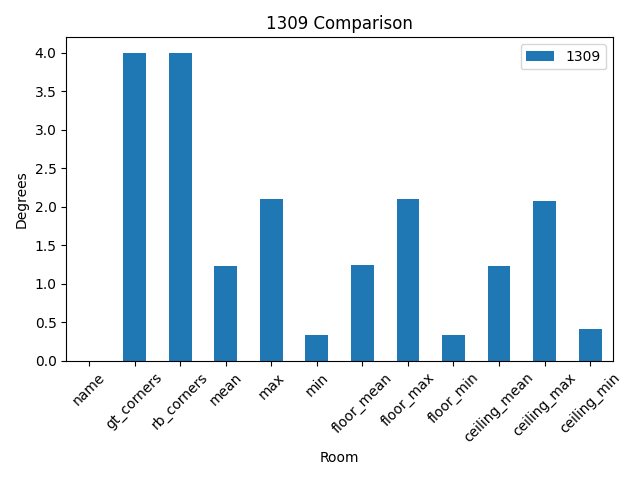 1309 Comparison
1309
Degrees
4.0
3.5
3.0
2.5
2.0
1.5
1.0
0.5
0.0
name
gt_corners
rb_corners
mean
max
min
floor_mean
floor_max
floor_min
ceiling_mean
ceiling_max
ceiling_min
Room